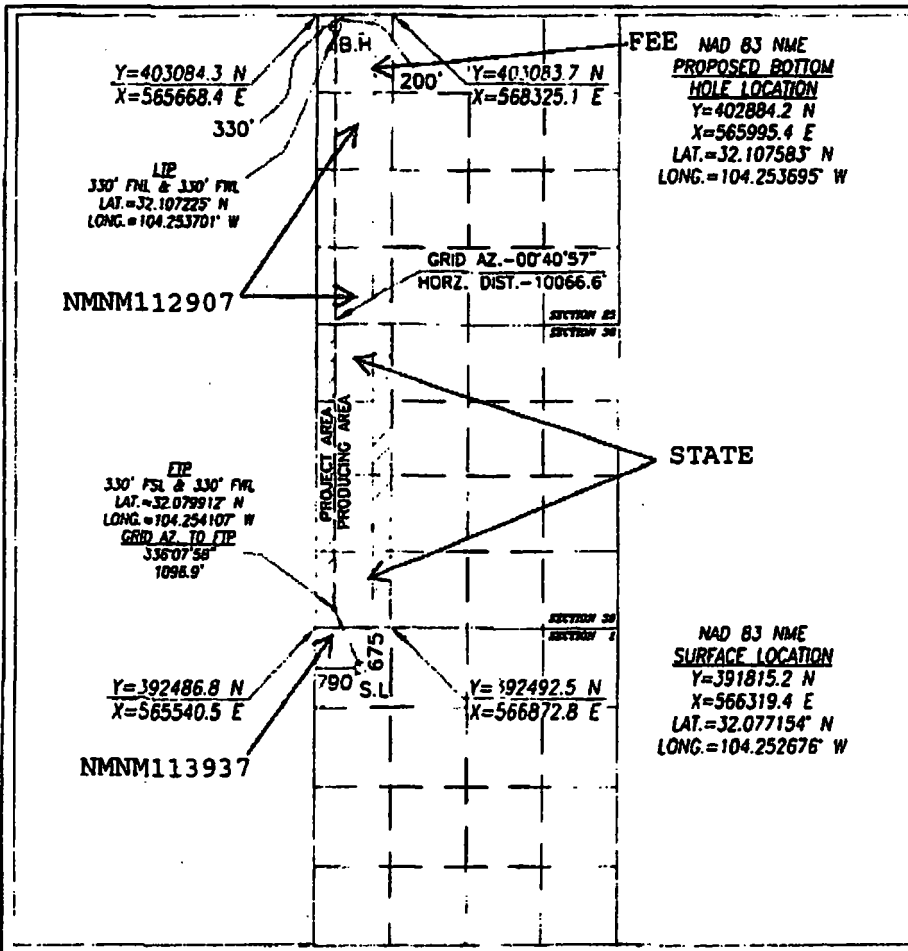 B.H
FEE
NAD 83 NME
PROPOSED BOTTOM
HOLE LOCATION
Y=402884.2 N
X=565995.4 E
LAT.=32.107583° N
LONG.=104.253695° W
Y=403084.3 N
X=565668.4 E
200'
Y=403083.7 N
X=568325.1 E
330'
LTP
330' FNL & 330' FWL
LAT.=32.107225° N
LONG.=104.253701° W
GRID AZ.-00°40'57"
HORZ. DIST.-10066.6'
NMNM112907
SECTION 25
SECTION 36
PROJECT AREA
PRODUCING AREA
STATE
FTP
330' FSL & 330' FWL
LAT.=32.079912° N
LONG.=104.254107° W
GRID AZ. TO FTP
336°07'58"
1096.9'
SECTION 36
SECTION 1
675
790'
S.L
Y=392486.8 N
X=565540.5 E
Y=392492.5 N
X=566872.8 E
NAD 83 NME
SURFACE LOCATION
Y=391815.2 N
X=566319.4 E
LAT.=32.077154° N
LONG.=104.252676° W
NMNM113937